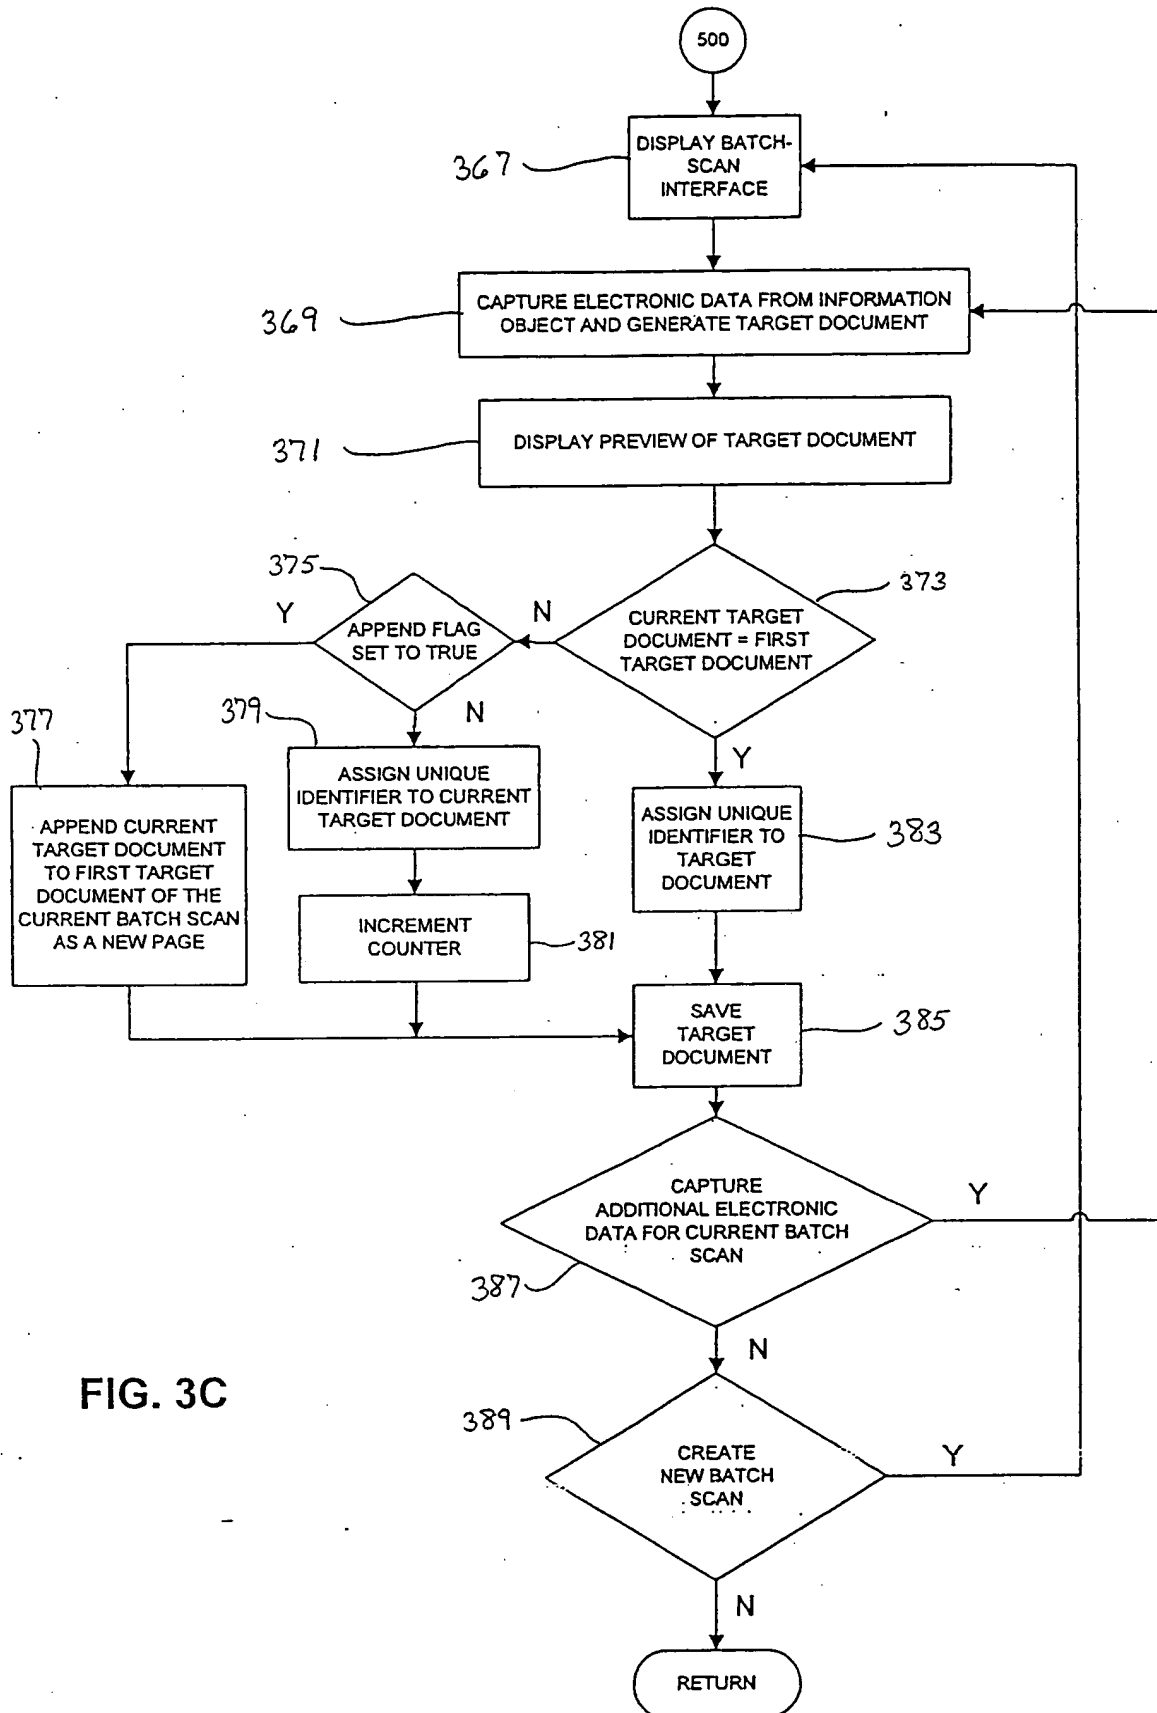 500
DISPLAY BATCH-
SCAN
INTERFACE
367
CAPTURE ELECTRONIC DATA FROM INFORMATION
OBJECT AND GENERATE TARGET DOCUMENT
369
DISPLAY PREVIEW OF TARGET DOCUMENT
371
373
CURRENT TARGET
DOCUMENT = FIRST
TARGET DOCUMENT
N
375
APPEND FLAG
SET TO TRUE
Y
N
377
APPEND CURRENT
TARGET DOCUMENT
TO FIRST TARGET
DOCUMENT OF THE
CURRENT BATCH SCAN
AS A NEW PAGE
379
ASSIGN UNIQUE
IDENTIFIER TO CURRENT
TARGET DOCUMENT
INCREMENT
COUNTER
381
Y
ASSIGN UNIQUE
IDENTIFIER TO
TARGET
DOCUMENT
383
SAVE
TARGET
DOCUMENT
385
CAPTURE
ADDITIONAL ELECTRONIC
DATA FOR CURRENT BATCH
SCAN
Y
387
N
FIG. 3C
389
CREATE
NEW BATCH
SCAN
Y
N
RETURN